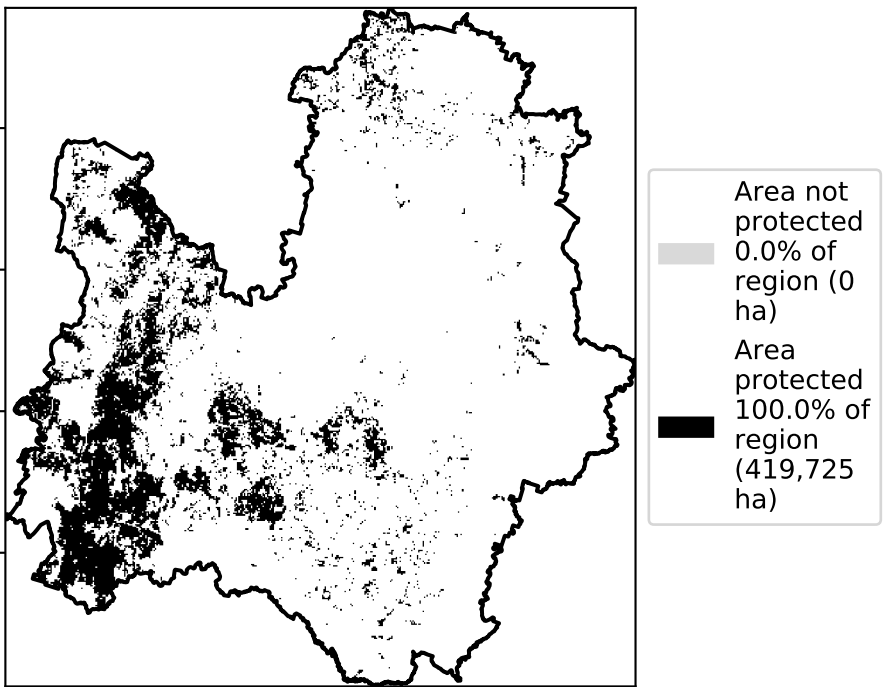 Area not
protected
0.0% of
region (0
ha)
Area
protected
100.0% of
region
(419,725
ha)